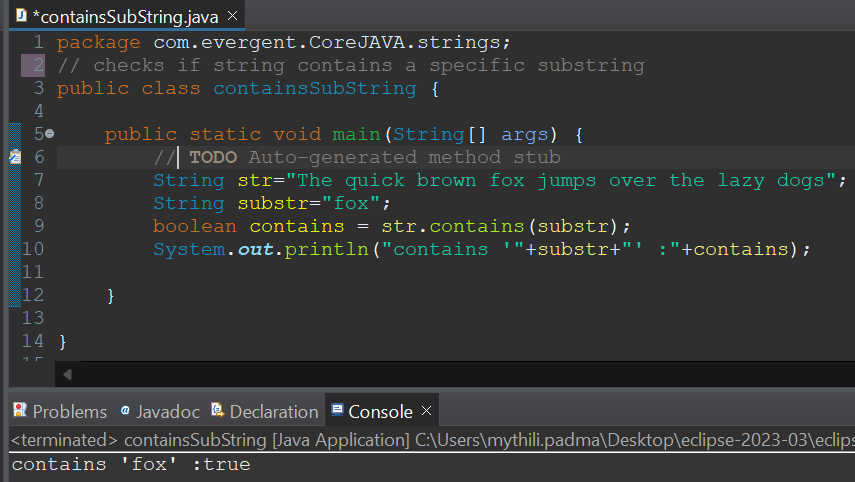 *containsSubString.java
1 package com.evergent.CoreJAVA.strings;
2 // checks if string contains a specific substring
3 public class containsSubString {
4
5 public static void main(String[] args) {
6 // TODO Auto-generated method stub
7 String str="The quick brown fox jumps over the lazy dogs";
8 String substr="fox";
9 boolean contains = str.contains(substr);
10 System.out.println("contains '"+substr+"' :"+contains);
11
12 }
13
14 }
15
Problems Javadoc Declaration Console
<terminated> containsSubString [Java Application] C:\Users\mythili.padma\Desktop\eclipse-2023-03\eclips
contains 'fox' :true